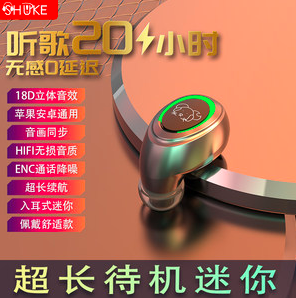 SHUKE
听歌20小时
无感0延迟
18D立体音效
苹果安卓通用
音画同步
HIFI无损音质
ENC通话降噪
超长续航
入耳式迷你
佩戴舒适款
超长待机迷你